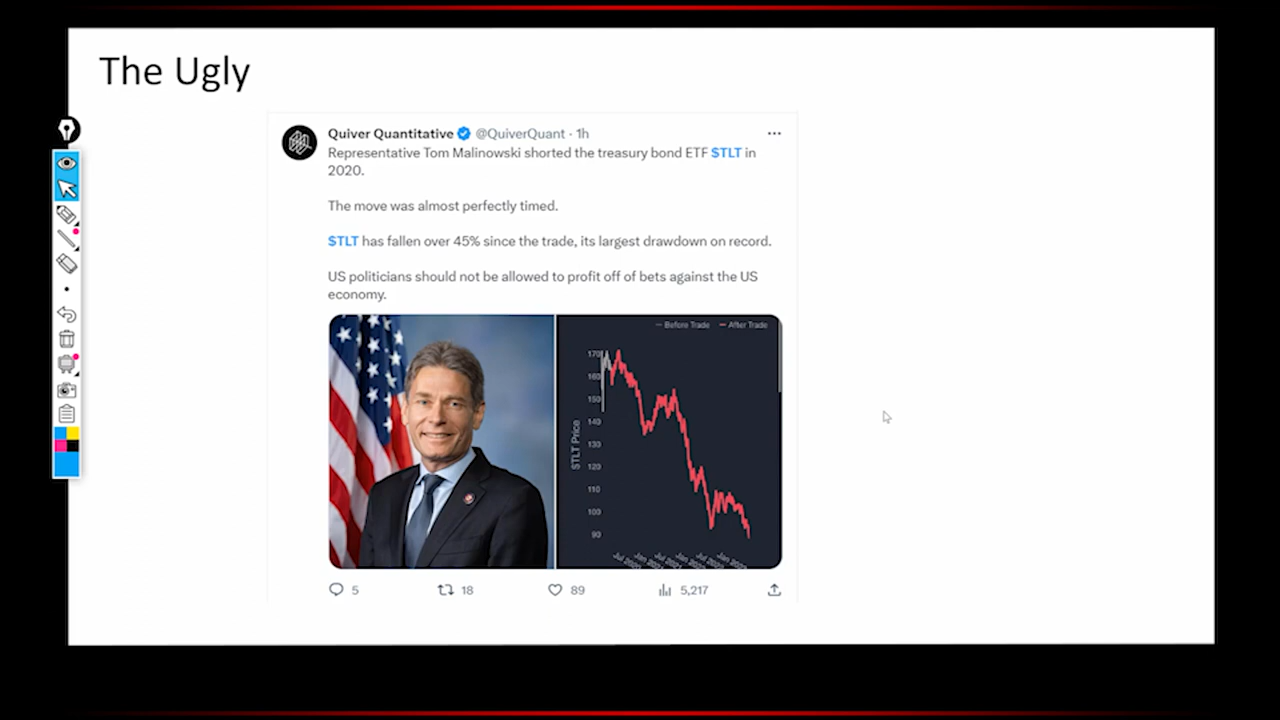 The Ugly
Quiver Quantitative @QuiverQuant · 1h
Representative Tom Malinowski shorted the treasury bond ETF $TLT in
2020.
The move was almost perfectly timed.
$TLT has fallen over 45% since the trade, its largest drawdown on record.
US politicians should not be allowed to profit off of bets against the US
economy.
Before Trade After Trade
170
160
150
140
130
120
110
100
90
$TLT Price
5 18 89 5,217